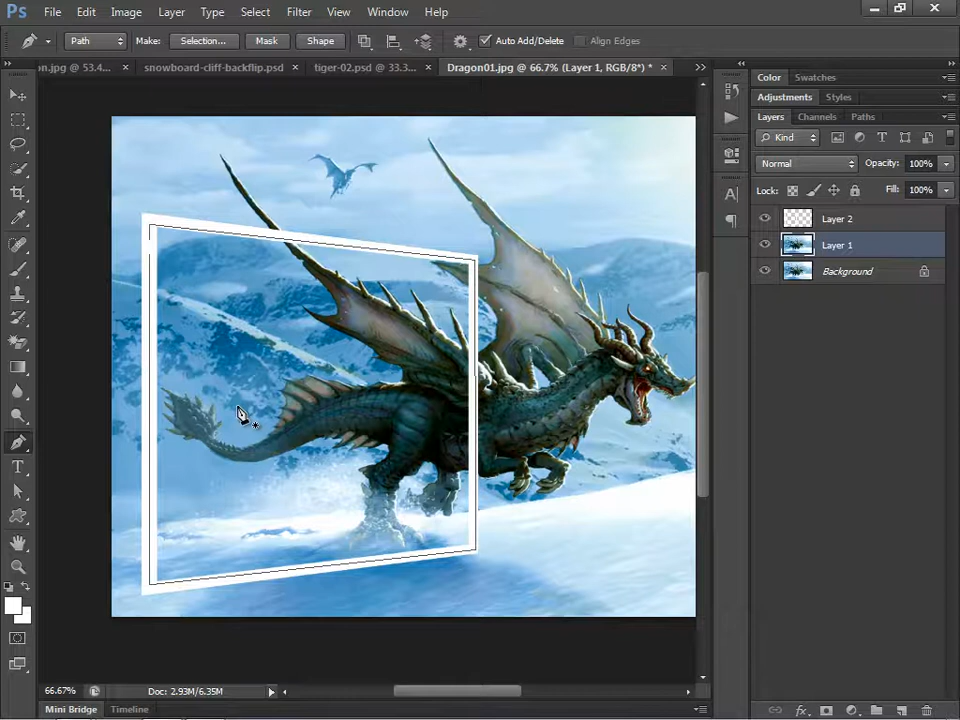 Ps File Edit Image Layer Type Select Filter View Window Help
Path Make: Selection... Mask Shape Auto Add/Delete Align Edges
n.jpg @ 53.4... × snowboard-cliff-backflip.psd × tiger-02.psd @ 33.3... × Dragon01.jpg @ 66.7% (Layer 1, RGB/8*) * ×
Color Swatches
Adjustments Styles
Layers Channels Paths
Kind T
Normal Opacity: 100%
Lock: Fill: 100%
Layer 2
Layer 1
Background
66.67% Doc: 2.93M/6.35M
Mini Bridge Timeline